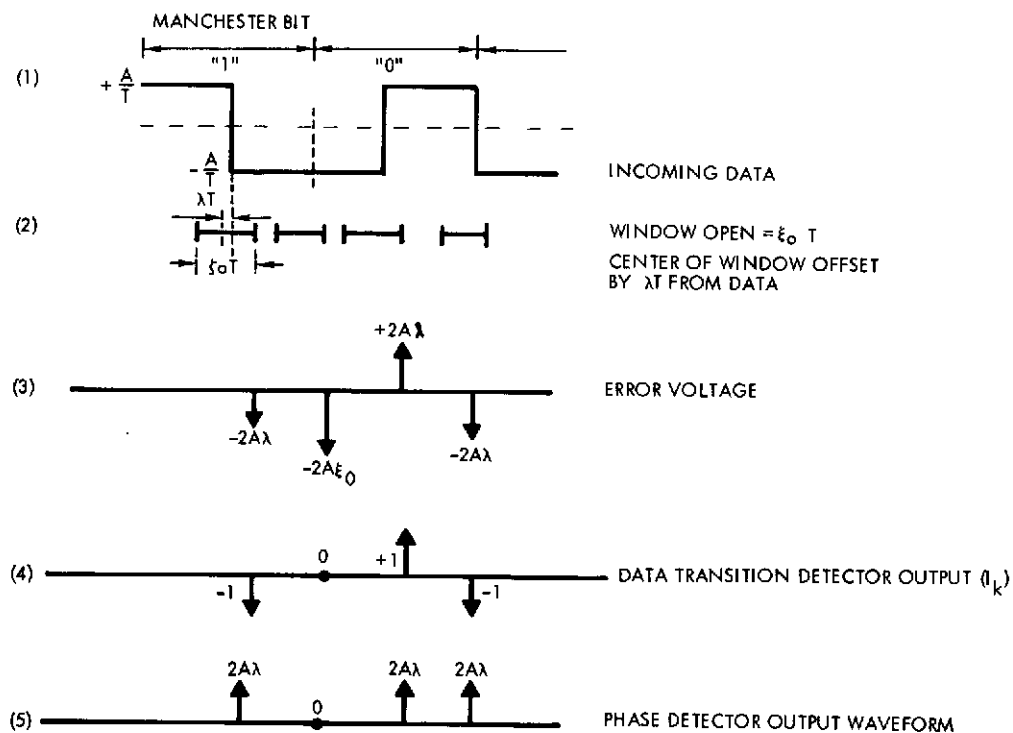 MANCHESTER BIT
"1" "0"
(1) + A/T
- A/T
INCOMING DATA
λT
(2) WINDOW OPEN = ξ₀ T
ξ₀T CENTER OF WINDOW OFFSET
BY λT FROM DATA
+2Aλ
(3) ERROR VOLTAGE
-2Aλ -2Aξ₀ -2Aλ
0 +1
(4) -1 -1 DATA TRANSITION DETECTOR OUTPUT (I_k)
2Aλ 2Aλ 2Aλ
0
(5) PHASE DETECTOR OUTPUT WAVEFORM